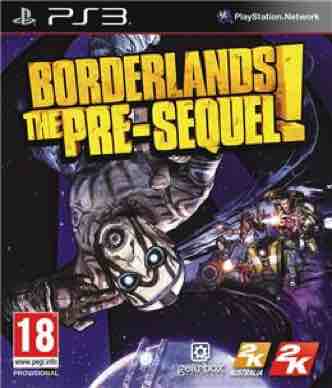 PS3
PlayStation.Network
BORDERLANDS
THE PRE-SEQUEL!
18
www.pegi.info
PROVISIONAL
gearbox
2K
AUSTRALIA
2K